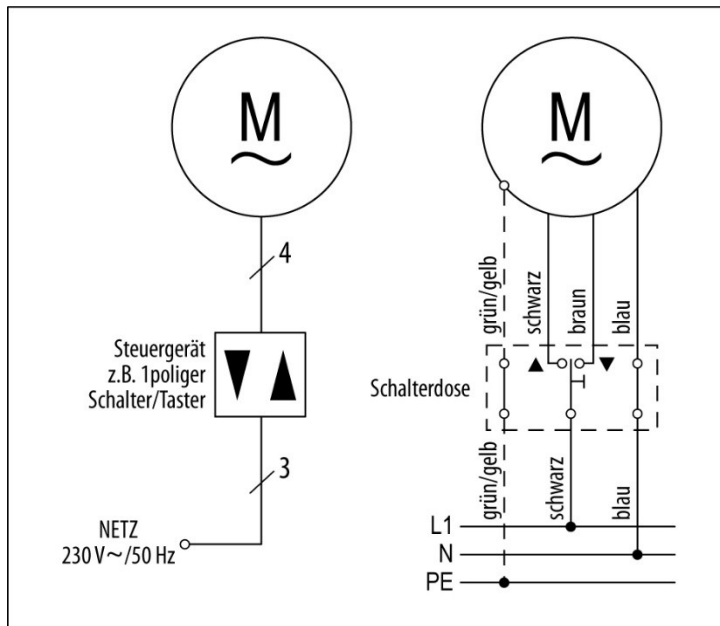 M
4
Steuergerät
z.B. 1poliger
Schalter/Taster
3
NETZ
230 V~/50 Hz
M
grün/gelb
schwarz
braun
blau
Schalterdose
grün/gelb
schwarz
blau
L1
N
PE